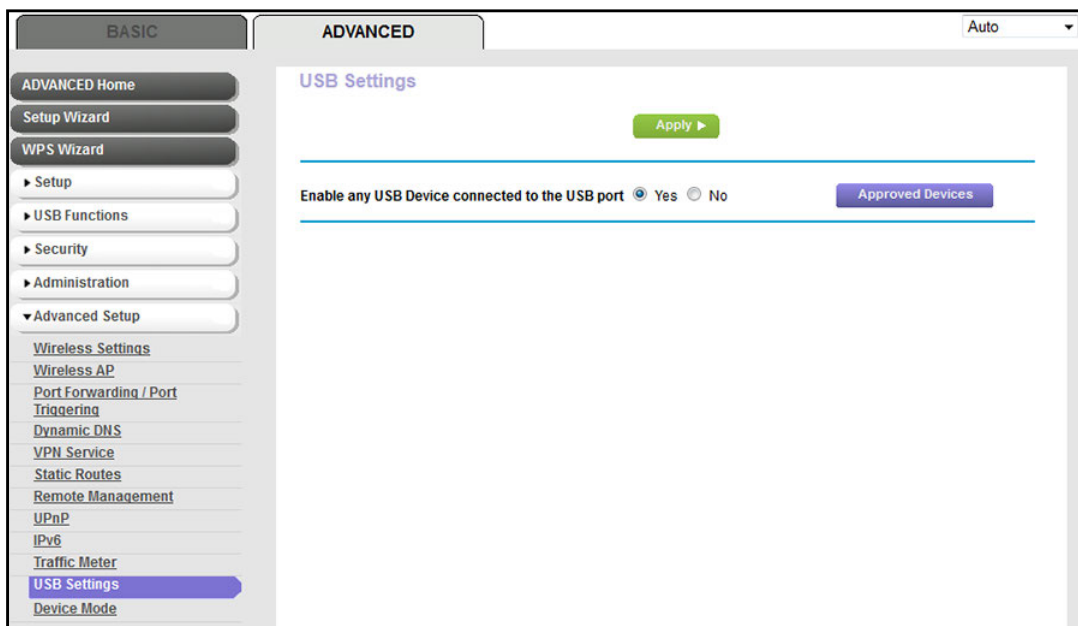 BASIC
ADVANCED
Auto
ADVANCED Home
Setup Wizard
WPS Wizard
Setup
USB Functions
Security
Administration
Advanced Setup
Wireless Settings
Wireless AP
Port Forwarding / Port
Triggering
Dynamic DNS
VPN Service
Static Routes
Remote Management
UPnP
IPv6
Traffic Meter
USB Settings
Device Mode
USB Settings
Apply
Enable any USB Device connected to the USB port Yes No
Approved Devices